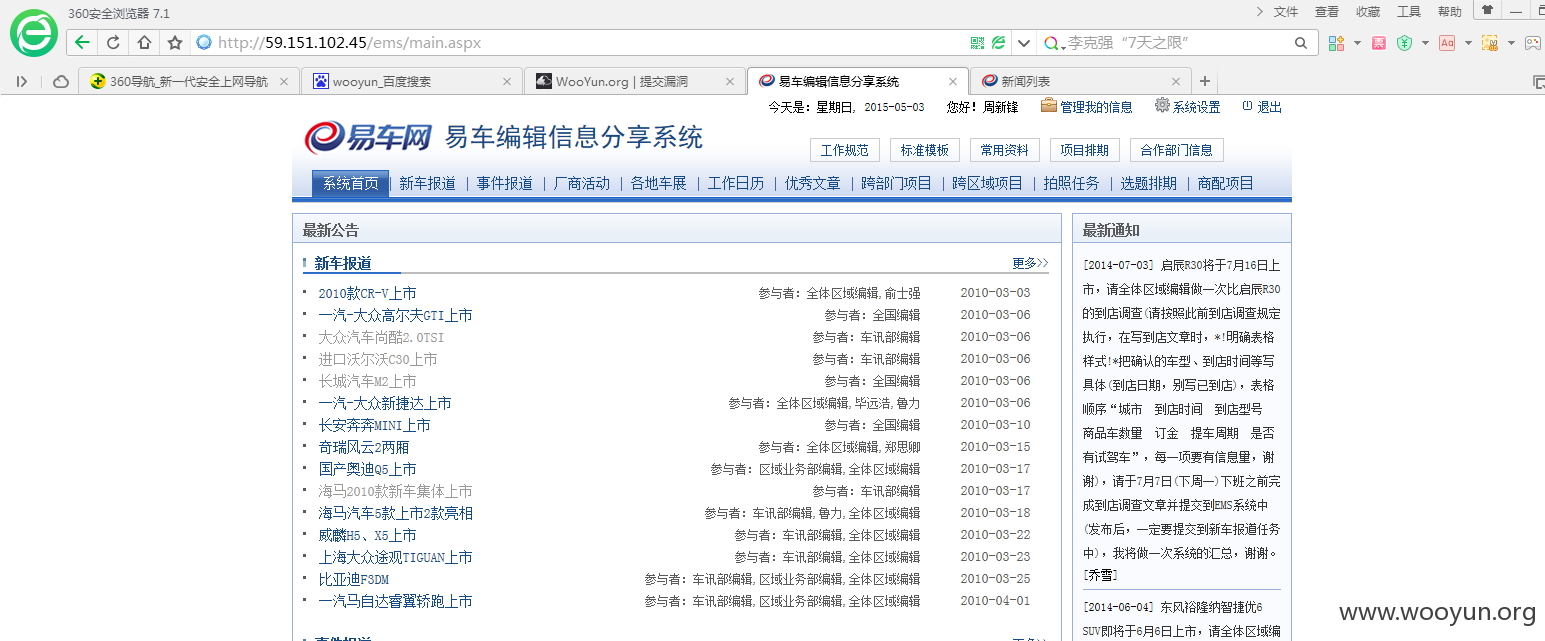 360安全浏览器 7.1
文件 查看 收藏 工具 帮助
http://59.151.102.45/ems/main.aspx
李克强 “7天之限”
360导航_新一代安全上网导航
wooyun_百度搜索
WooYun.org | 提交漏洞
易车编辑信息分享系统
新闻列表
今天是：星期日, 2015-05-03 您好！周新锋 管理我的信息 系统设置 退出
易车网 易车编辑信息分享系统
工作规范 标准模板 常用资料 项目排期 合作部门信息
系统首页 | 新车报道 | 事件报道 | 厂商活动 | 各地车展 | 工作日历 | 优秀文章 | 跨部门项目 | 跨区域项目 | 拍照任务 | 选题排期 | 商配项目
最新公告
新车报道 更多>>
2010款CR-V上市 参与者: 全体区域编辑,俞士强 2010-03-03
一汽-大众高尔夫GTI上市 参与者: 全国编辑 2010-03-06
大众汽车尚酷2.0TSI 参与者: 车讯部编辑 2010-03-06
进口沃尔沃C30上市 参与者: 车讯部编辑 2010-03-06
长城汽车M2上市 参与者: 全国编辑 2010-03-06
一汽-大众新捷达上市 参与者: 全体区域编辑,毕远浩,鲁力 2010-03-06
长安奔奔MINI上市 参与者: 全国编辑 2010-03-10
奇瑞风云2两厢 参与者: 全体区域编辑,郑思卿 2010-03-15
国产奥迪Q5上市 参与者: 区域业务部编辑,全体区域编辑 2010-03-17
海马2010款新车集体上市 参与者: 车讯部编辑 2010-03-17
海马汽车5款上市2款亮相 参与者: 车讯部编辑,鲁力,全体区域编辑 2010-03-18
威麟H5、X5上市 参与者: 车讯部编辑,全体区域编辑 2010-03-22
上海大众途观TIGUAN上市 参与者: 车讯部编辑,全体区域编辑 2010-03-23
比亚迪F3DM 参与者: 车讯部编辑,区域业务部编辑,全体区域编辑 2010-03-25
一汽马自达睿翼轿跑上市 参与者: 车讯部编辑,区域业务部编辑,全体区域编辑 2010-04-01
事件报道 更多>>
最新通知
[2014-07-03] 启辰R30将于7月16日上
市，请全体区域编辑做一次比启辰R30
的到店调查(请按照此前到店调查规定
执行，在写到店文章时，*!明确表格
样式!*把确认的车型、到店时间等写
具体(到店日期，别写已到店)，表格
顺序“城市 到店时间 到店型号
商品车数量 订金 提车周期 是否
有试驾车”，每一项要有信息量，谢
谢)，请于7月7日(下周一)下班之前完
成到店调查文章并提交到EMS系统中
(发布后，一定要提交到新车报道任务
中)，我将做一次系统的汇总，谢谢。
[乔雪]
[2014-06-04] 东风裕隆纳智捷优6
SUV即将于6月6日上市，请全体区域编
www.wooyun.org